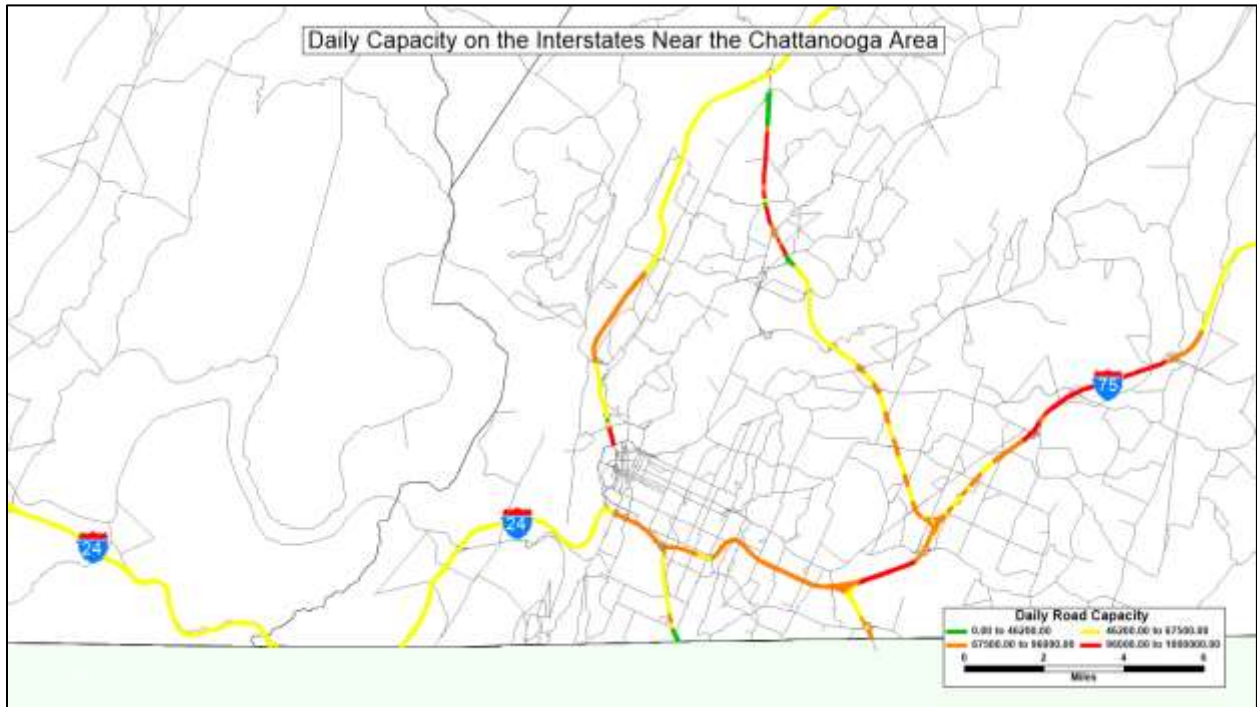 Daily Capacity on the Interstates Near the Chattanooga Area
75
24
24
Daily Road Capacity
0.00 to 46200.00 46200.00 to 67500.00
67500.00 to 96000.00 96000.00 to 1000000.00
0 2 4 6
Miles